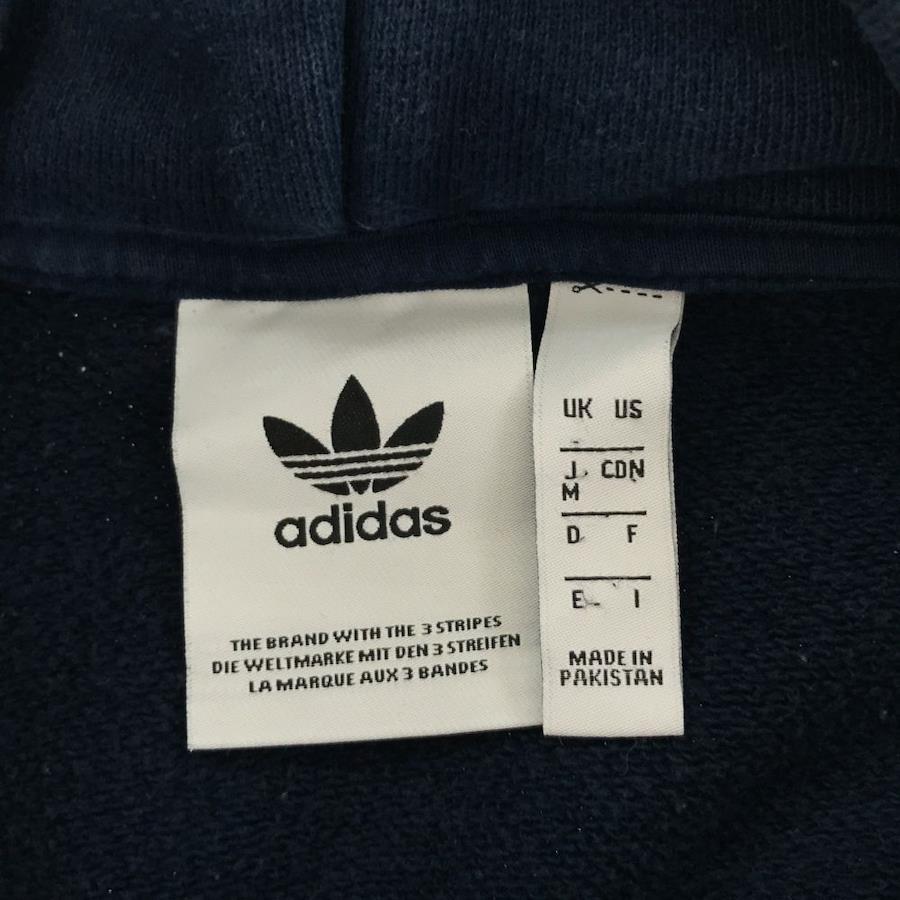 adidas
THE BRAND WITH THE 3 STRIPES
DIE WELTMARKE MIT DEN 3 STREIFEN
LA MARQUE AUX 3 BANDES
UK US
J CDN
M
D F
E I
MADE IN
PAKISTAN